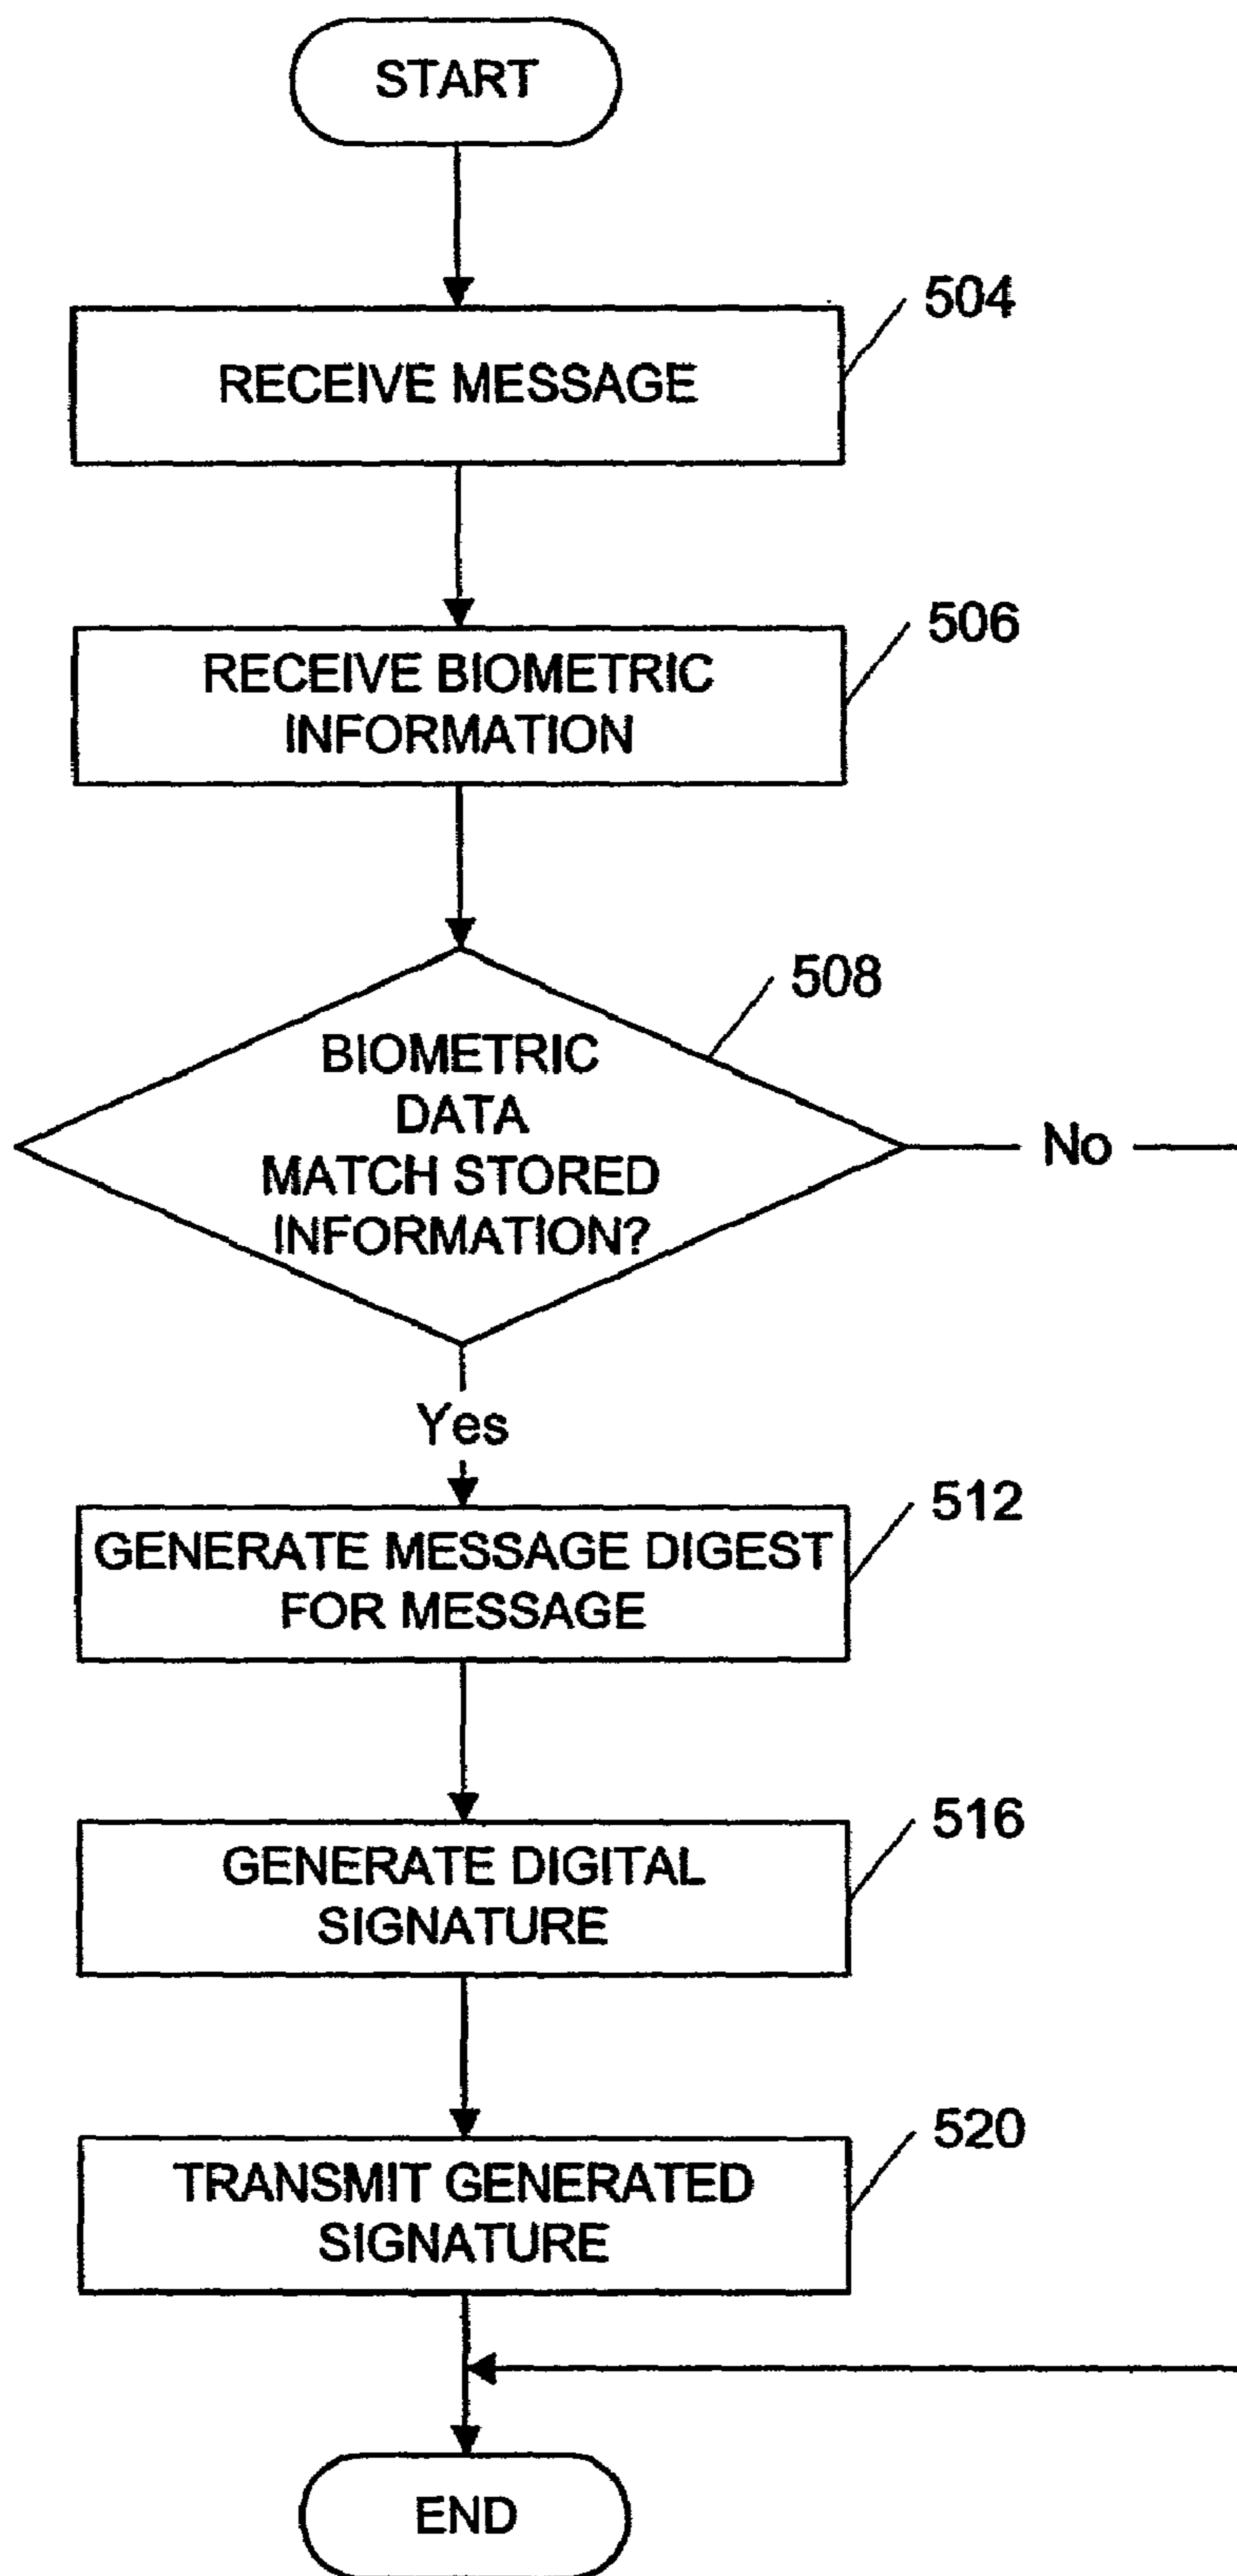 START
504
RECEIVE MESSAGE
506
RECEIVE BIOMETRIC
INFORMATION
508
BIOMETRIC
DATA
MATCH STORED
INFORMATION?
No
Yes
512
GENERATE MESSAGE DIGEST
FOR MESSAGE
516
GENERATE DIGITAL
SIGNATURE
520
TRANSMIT GENERATED
SIGNATURE
END